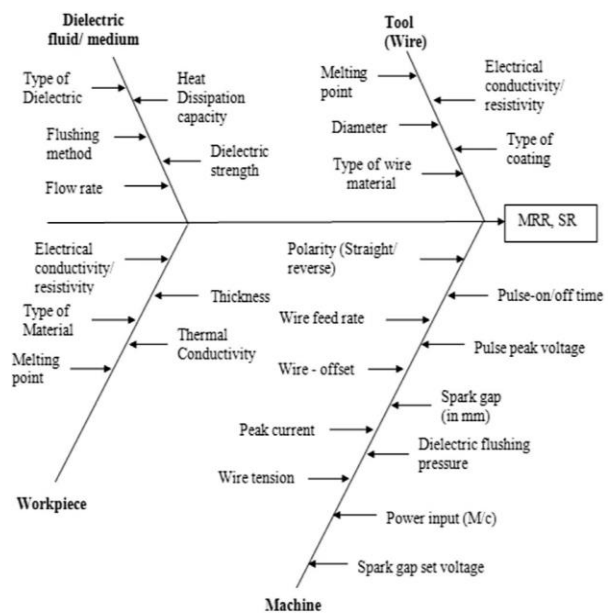 Dielectric
fluid/ medium
Type of
Dielectric
Heat
Dissipation
capacity
Flushing
method
Dielectric
strength
Flow rate
Tool
(Wire)
Melting
point
Electrical
conductivity/
resistivity
Diameter
Type of
coating
Type of wire
material
MRR, SR
Electrical
conductivity/
resistivity
Thickness
Type of
Material
Thermal
Conductivity
Melting
point
Workpiece
Polarity (Straight/
reverse)
Pulse-on/off time
Wire feed rate
Pulse peak voltage
Wire - offset
Spark gap
(in mm)
Peak current
Dielectric flushing
pressure
Wire tension
Power input (M/c)
Spark gap set voltage
Machine